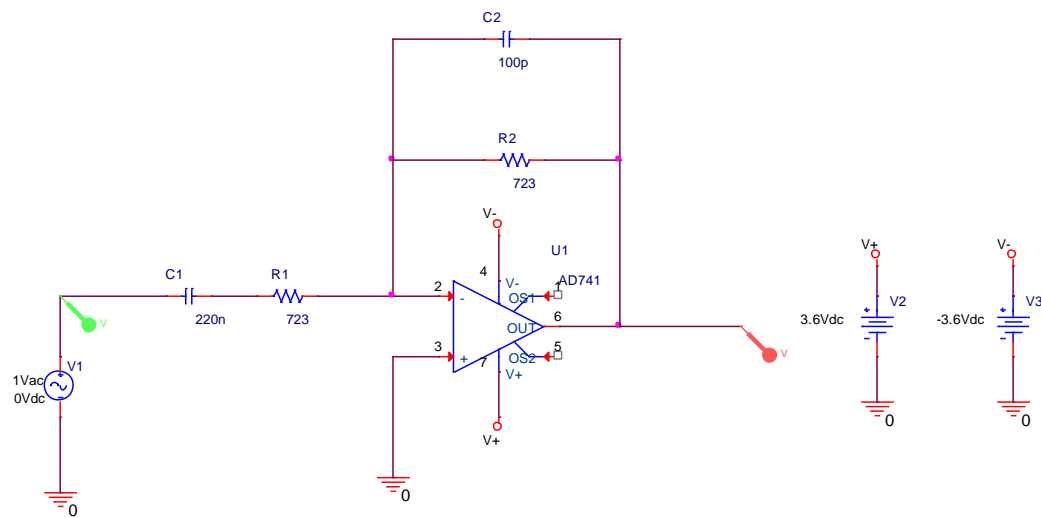 C2
100p
R2
723
V-
U1
V+
V-
C1
R1
4
AD741
2
-
V-
OS1
1
V2
V3
220n
723
6
OUT
3.6Vdc
-3.6Vdc
V
3
+
7
OS2
5
V
V1
V+
1Vac
0Vdc
0
0
V+
0
0